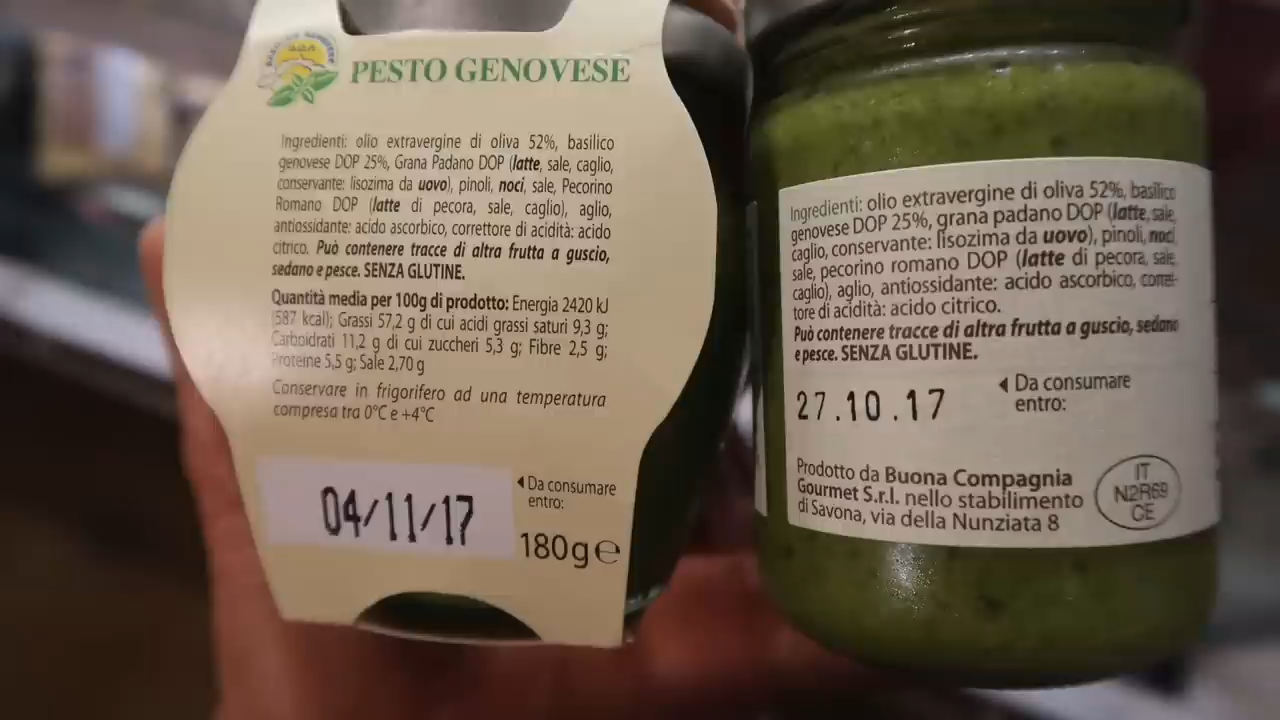 PESTO GENOVESE
Ingredienti: olio extravergine di oliva 52%, basilico
genovese DOP 25%, Grana Padano DOP (latte, sale, caglio,
conservante: lisozima da uovo), pinoli, noci, sale, Pecorino
Romano DOP (latte di pecora, sale, caglio), aglio,
antiossidante: acido ascorbico, correttore di acidità: acido
citrico. Può contenere tracce di altra frutta a guscio,
sedano e pesce. SENZA GLUTINE.
Quantità media per 100g di prodotto: Energia 2420 kJ
(587 kcal); Grassi 57,2 g di cui acidi grassi saturi 9,3 g;
Carboidrati 11,2 g di cui zuccheri 5,3 g; Fibre 2,5 g;
Proteine 5,5 g; Sale 2,70 g
Conservare in frigorifero ad una temperatura
compresa tra 0°C e +4°C
04/11/17
Da consumare
entro:
180g e
Ingredienti: olio extravergine di oliva 52%, basilico
genovese DOP 25%, grana padano DOP (latte, sale,
caglio, conservante: lisozima da uovo), pinoli, noci,
sale, pecorino romano DOP (latte di pecora, sale,
caglio), aglio, antiossidante: acido ascorbico, corret-
tore di acidità: acido citrico.
Può contenere tracce di altra frutta a guscio, sedano
e pesce. SENZA GLUTINE.
27.10.17
Da consumare
entro:
Prodotto da Buona Compagnia
Gourmet S.r.l. nello stabilimento
di Savona, via della Nunziata 8
IT
N2R69
CE